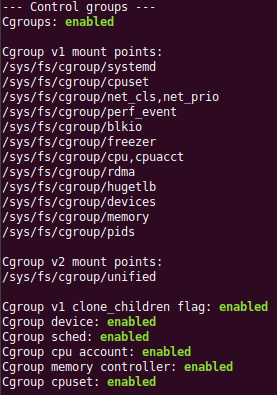 --- Control groups ---
Cgroups: enabled

Cgroup v1 mount points:
/sys/fs/cgroup/systemd
/sys/fs/cgroup/cpuset
/sys/fs/cgroup/net_cls,net_prio
/sys/fs/cgroup/perf_event
/sys/fs/cgroup/blkio
/sys/fs/cgroup/freezer
/sys/fs/cgroup/cpu,cpuacct
/sys/fs/cgroup/rdma
/sys/fs/cgroup/hugetlb
/sys/fs/cgroup/devices
/sys/fs/cgroup/memory
/sys/fs/cgroup/pids

Cgroup v2 mount points:
/sys/fs/cgroup/unified

Cgroup v1 clone_children flag: enabled
Cgroup device: enabled
Cgroup sched: enabled
Cgroup cpu account: enabled
Cgroup memory controller: enabled
Cgroup cpuset: enabled